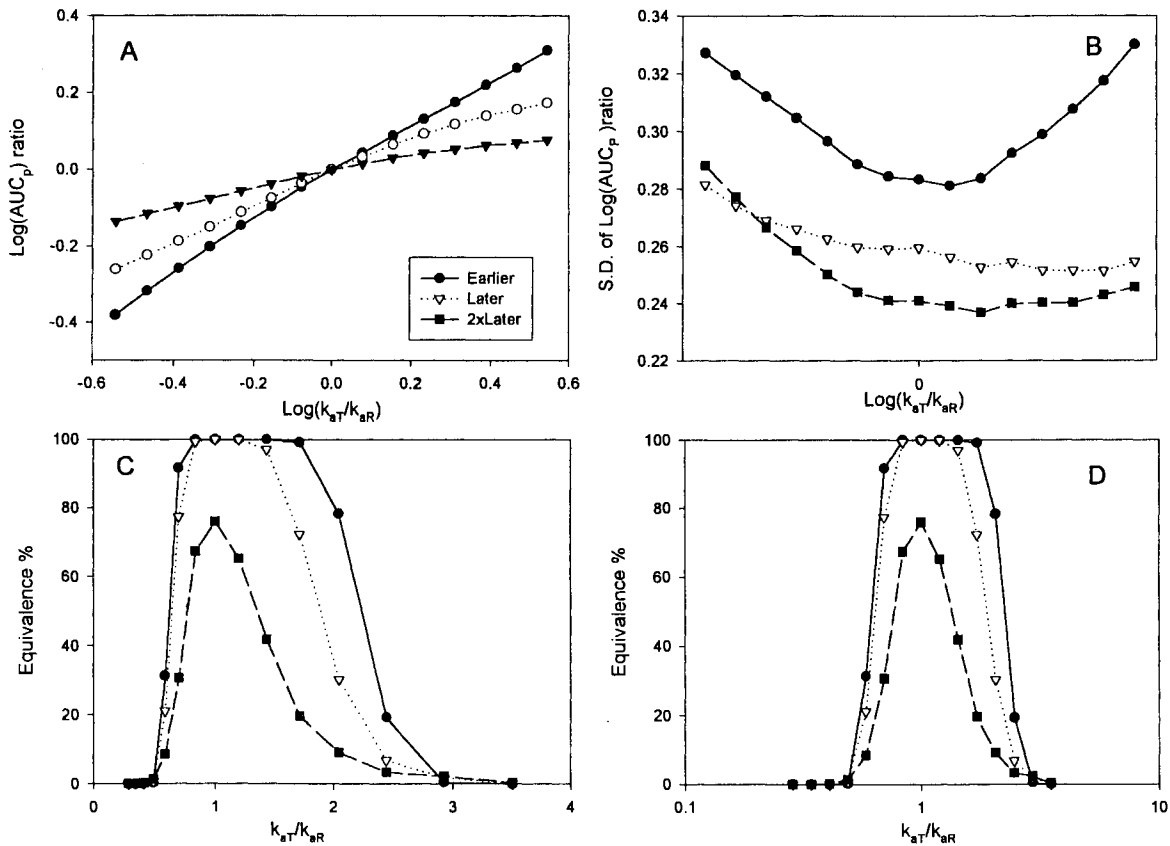 A
Log(AUCP) ratio
0.4
0.2
0.0
-0.2
-0.4
-0.6 -0.4 -0.2 0.0 0.2 0.4 0.6
Log(kaT/kaR)
Earlier
Later
2xLater
B
S.D. of Log(AUCP)ratio
0.36
0.32
0.30
0.28
0.26
0.24
0.22
0
Log(kaT/kaR)
C
Equivalence %
100
80
60
40
20
0
0 1 2 3 4
kaT/kaR
D
Equivalence %
100
80
60
40
20
0
0.1 1 10
kaT/kaR